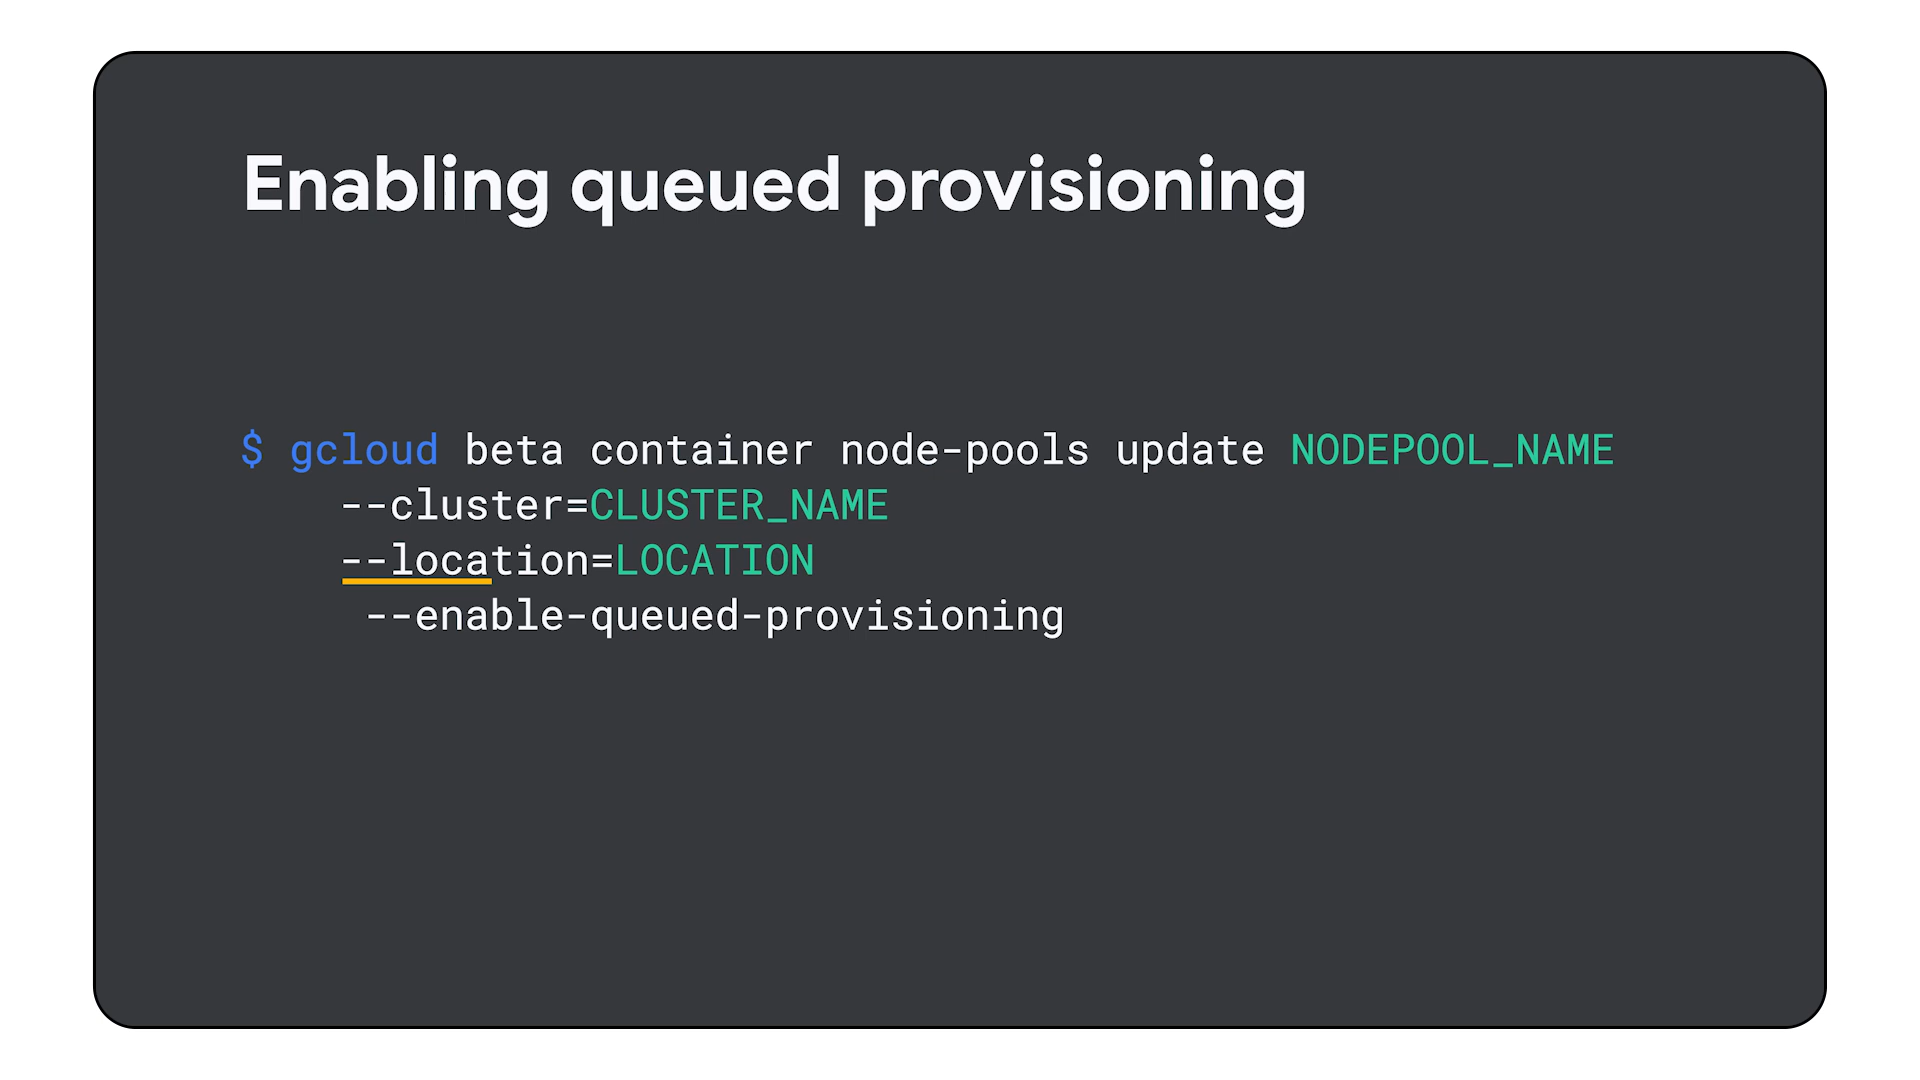 Enabling queued provisioning
$ gcloud beta container node-pools update NODEPOOL_NAME
--cluster=CLUSTER_NAME
--location=LOCATION
--enable-queued-provisioning